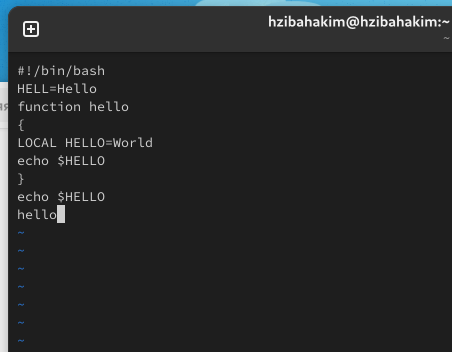 hzibahakim@hzibahakim:~
~
#!/bin/bash
HELL=Hello
function hello
{
LOCAL HELLO=World
echo $HELLO
}
echo $HELLO
hello
~
~
~
~
~
~
~